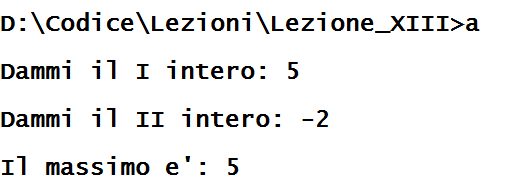 D:\Codice\Lezioni\Lezione_XIII>a
Dammi il I intero: 5
Dammi il II intero: -2
Il massimo e': 5